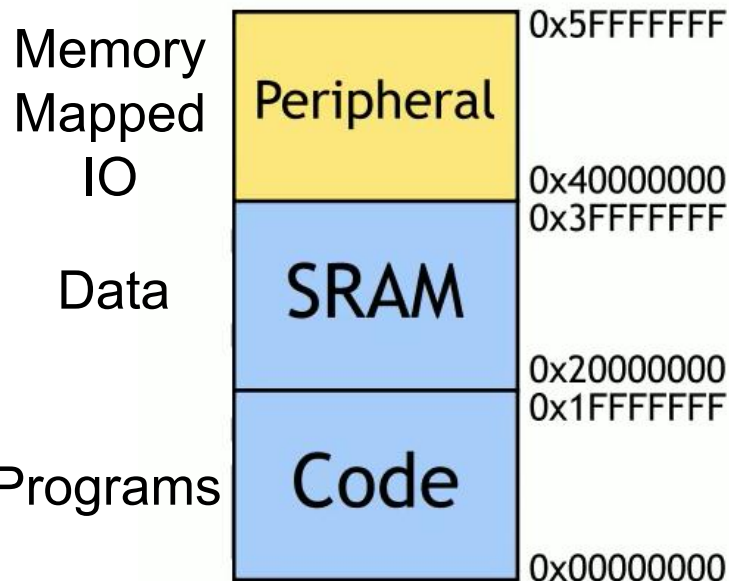 Memory
Mapped
IO
Peripheral
0x5FFFFFFF
0x40000000
0x3FFFFFFF
Data
SRAM
0x20000000
0x1FFFFFFF
Programs
Code
0x00000000